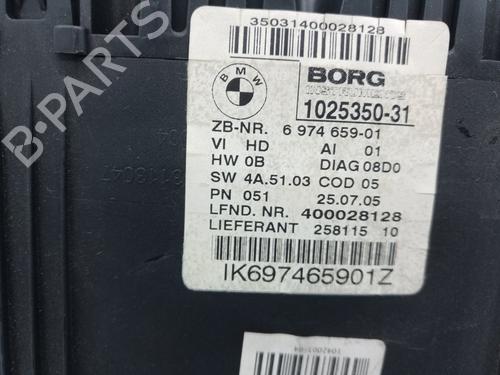 35031400028128
BMW
BORG
INSTRUMENTS
1025350-31
ZB-NR. 6 974 659-01
VI HD AI 01
HW 0B DIAG 08D0
SW 4A.51.03 COD 05
PN 051 25.07.05
LFND. NR. 400028128
LIEFERANT 258115 10
IK697465901Z
B-PARTS